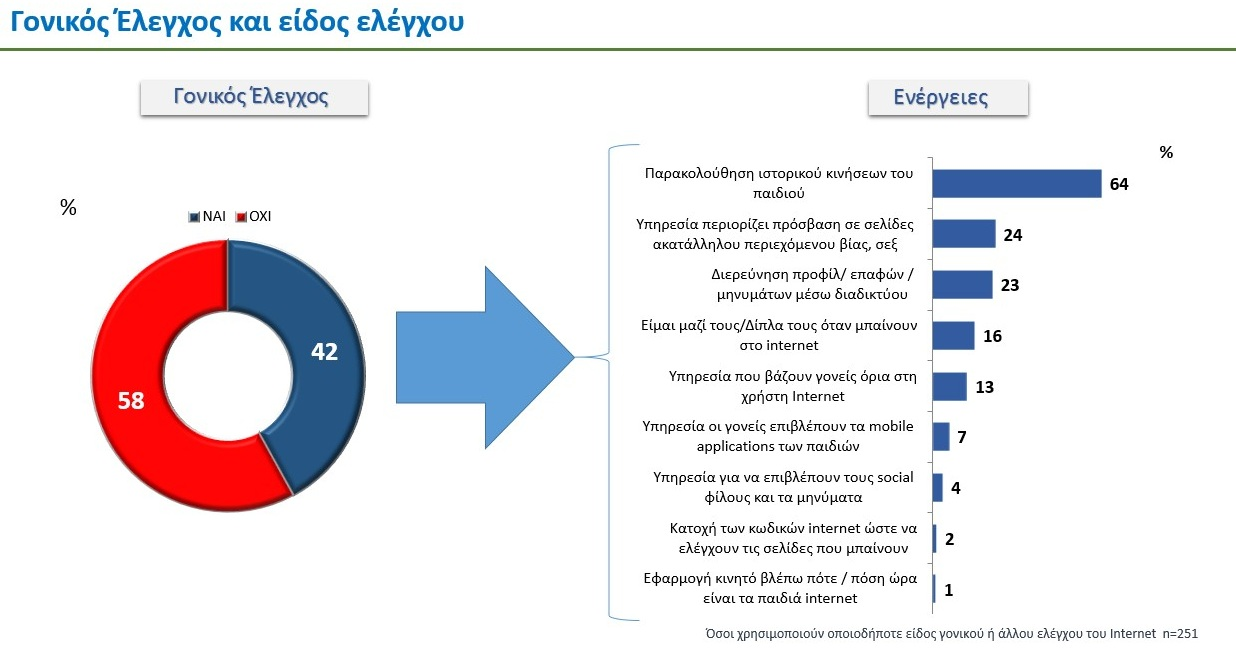 Γονικός Έλεγχος και είδος ελέγχου
Γονικός Έλεγχος
%
ΝΑΙ ΟΧΙ
42
58
Ενέργειες
%
Παρακολούθηση ιστορικού κινήσεων του
παιδιού
64
Υπηρεσία περιορίζει πρόσβαση σε σελίδες
ακατάλληλου περιεχόμενου βίας, σεξ
24
Διερεύνηση προφίλ/ επαφών /
μηνυμάτων μέσω διαδικτύου
23
Είμαι μαζί τους/Δίπλα τους όταν μπαίνουν
στο internet
16
Υπηρεσία που βάζουν γονείς όρια στη
χρήστη Internet
13
Υπηρεσία οι γονείς επιβλέπουν τα mobile
applications των παιδιών
7
Υπηρεσία για να επιβλέπουν τους social
φίλους και τα μηνύματα
4
Κατοχή των κωδικών internet ώστε να
ελέγχουν τις σελίδες που μπαίνουν
2
Εφαρμογή κινητό βλέπω πότε / πόση ώρα
είναι τα παιδιά internet
1
Όσοι χρησιμοποιούν οποιοδήποτε είδος γονικού ή άλλου ελέγχου του Internet n=251